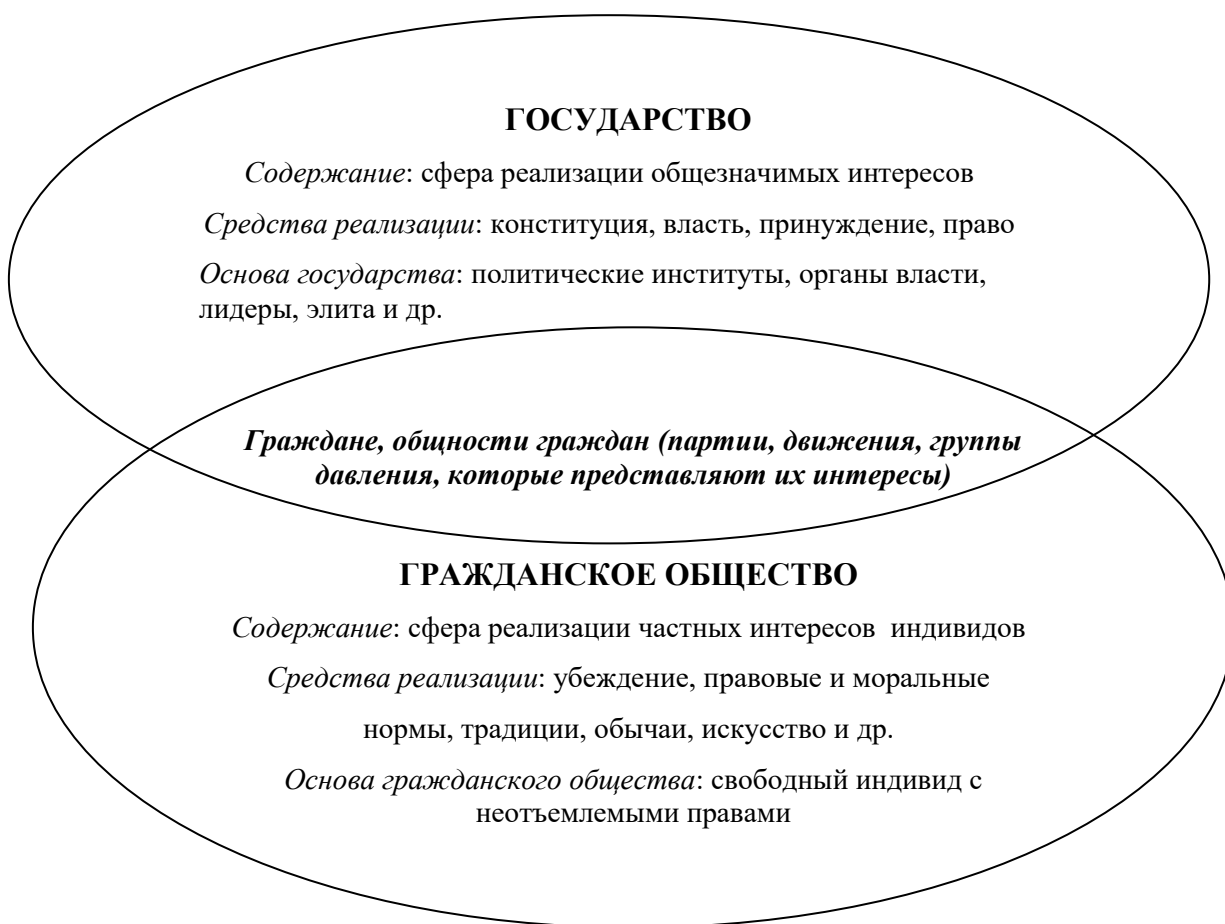 ГОСУДАРСТВО
Содержание: сфера реализации общезначимых интересов
Средства реализации: конституция, власть, принуждение, право
Основа государства: политические институты, органы власти,
лидеры, элита и др.
Граждане, общности граждан (партии, движения, группы
давления, которые представляют их интересы)
ГРАЖДАНСКОЕ ОБЩЕСТВО
Содержание: сфера реализации частных интересов индивидов
Средства реализации: убеждение, правовые и моральные
нормы, традиции, обычаи, искусство и др.
Основа гражданского общества: свободный индивид с
неотъемлемыми правами